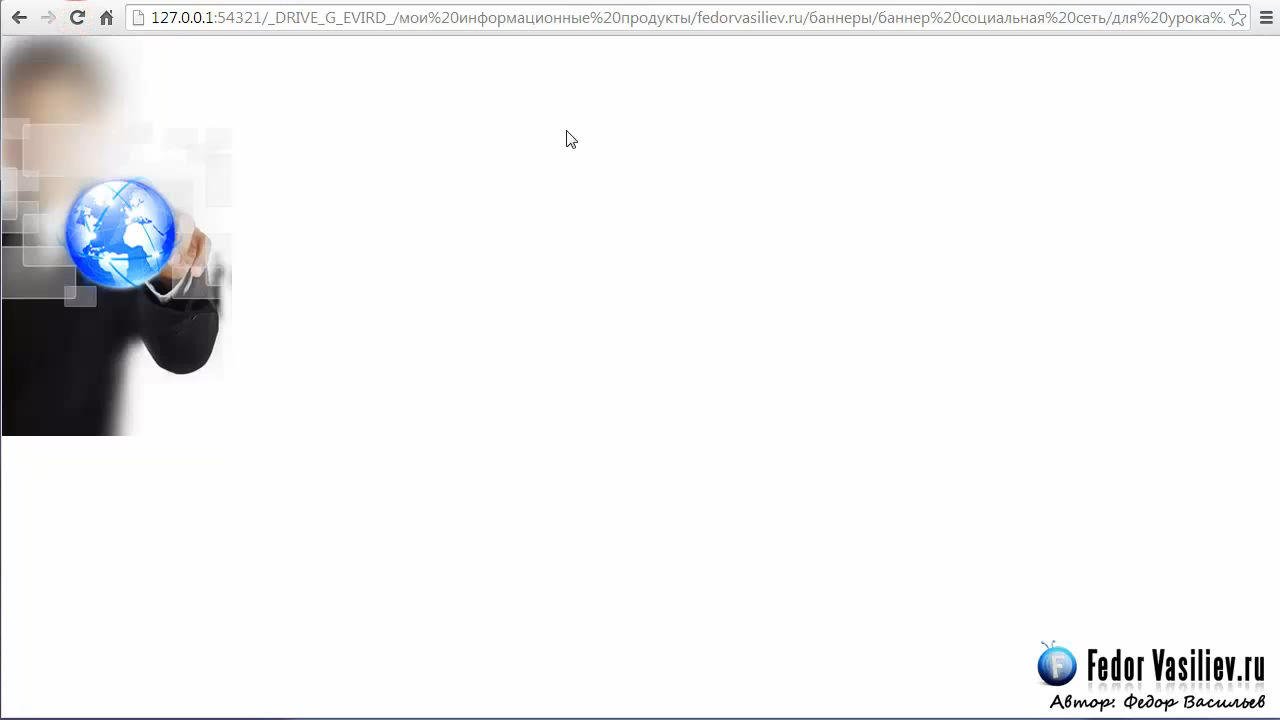 127.0.0.1:54321/_DRIVE_G_EVIRD_/мои%20информационные%20продукты/fedorvasiliev.ru/баннеры/баннер%20социальная%20сеть/для%20урока%
Fedor Vasiliev.ru
Автор: Федор Васильев